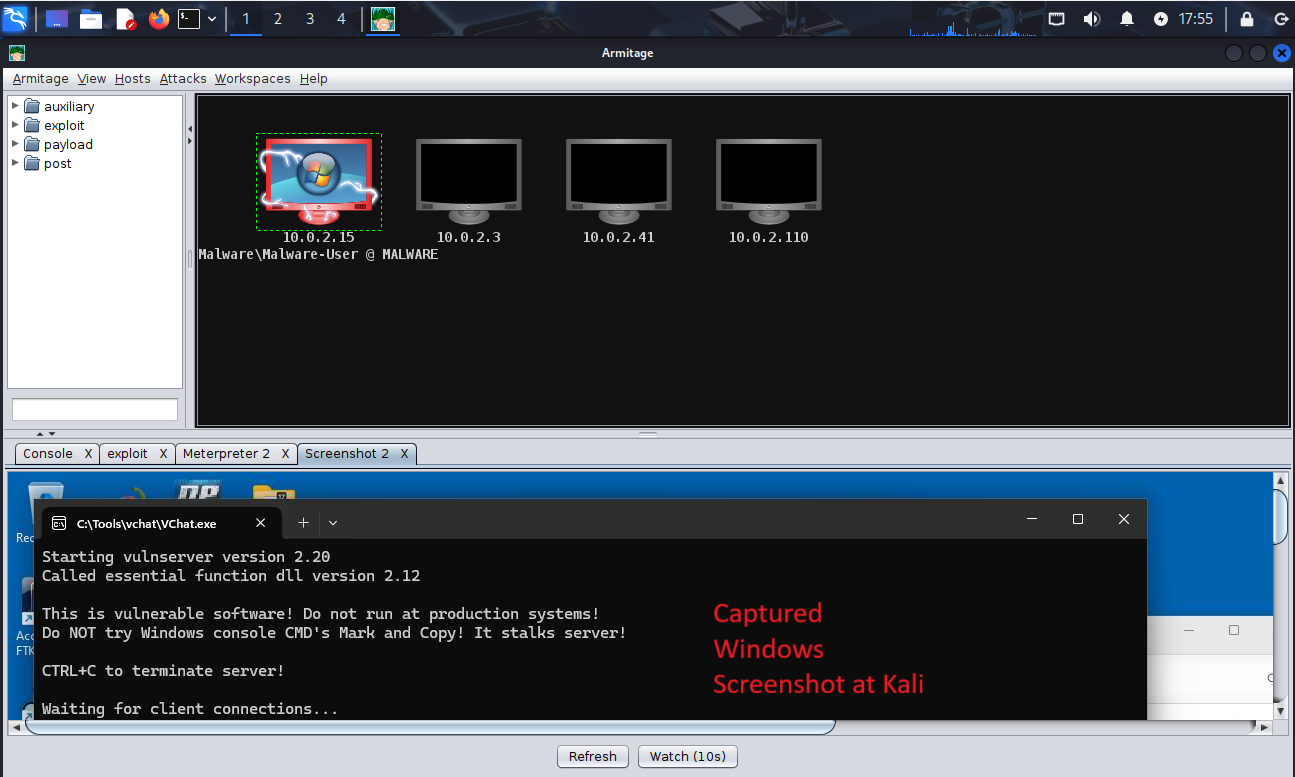 1 2 3 4 17:55
Armitage
Armitage View Hosts Attacks Workspaces Help
auxiliary
exploit
payload
post
10.0.2.15 10.0.2.3 10.0.2.41 10.0.2.110
Malware\Malware-User @ MALWARE
Console X exploit X Meterpreter 2 X Screenshot 2 X
C:\Tools\vchat\VChat.exe
Starting vulnserver version 2.20
Called essential function dll version 2.12
This is vulnerable software! Do not run at production systems!
Do NOT try Windows console CMD's Mark and Copy! It stalks server!
CTRL+C to terminate server!
Waiting for client connections...
Rec
Acc
FTK
Captured
Windows
Screenshot at Kali
Refresh Watch (10s)